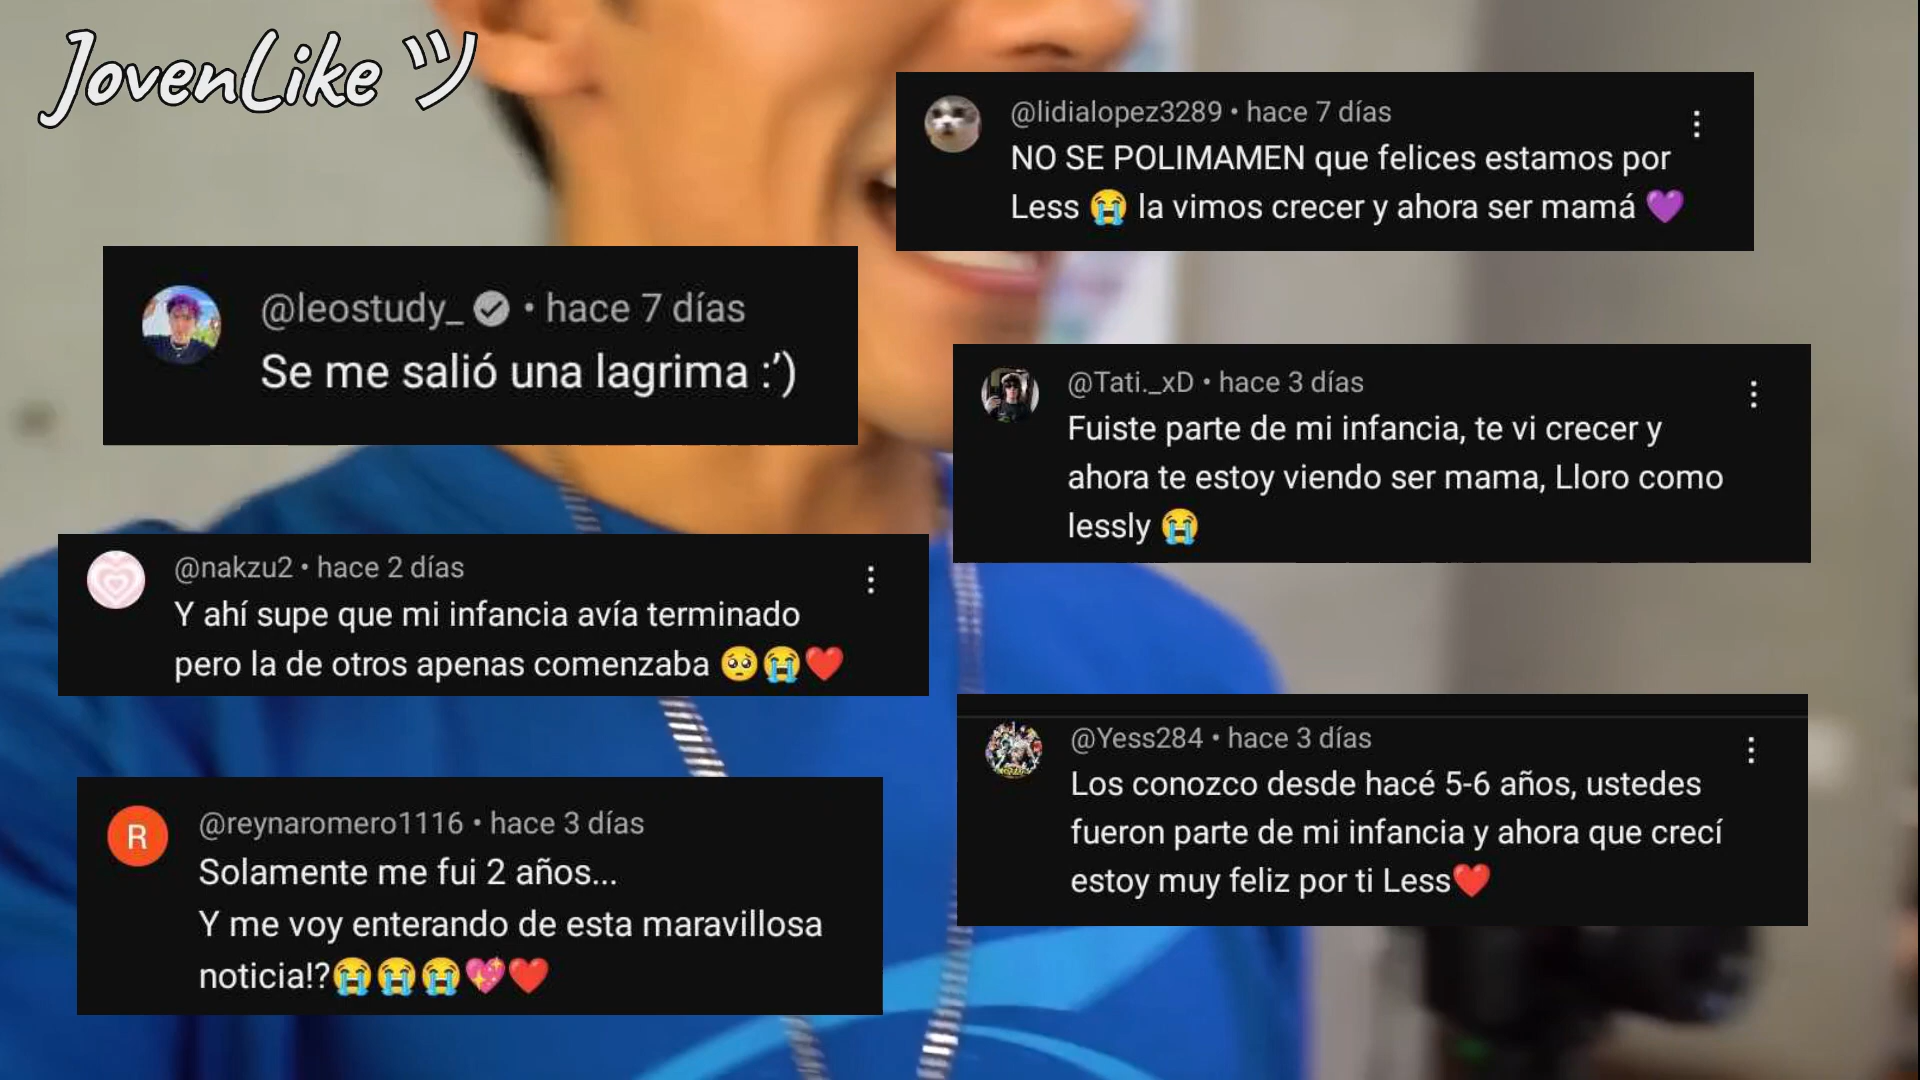 JovenLike ツ
@lidialopez3289 • hace 7 días
NO SE POLIMAMEN que felices estamos por
Less 😭 la vimos crecer y ahora ser mamá 💜
@leostudy_ • hace 7 días
Se me salió una lagrima :’)
@Tati._xD • hace 3 días
Fuiste parte de mi infancia, te vi crecer y
ahora te estoy viendo ser mama, Lloro como
lessly 😭
@nakzu2 • hace 2 días
Y ahí supe que mi infancia avía terminado
pero la de otros apenas comenzaba 🥺😭❤️
@Yess284 • hace 3 días
Los conozco desde hacé 5-6 años, ustedes
fueron parte de mi infancia y ahora que crecí
estoy muy feliz por ti Less❤️
R
@reynaromero1116 • hace 3 días
Solamente me fui 2 años...
Y me voy enterando de esta maravillosa
noticia!?😭😭😭💖❤️